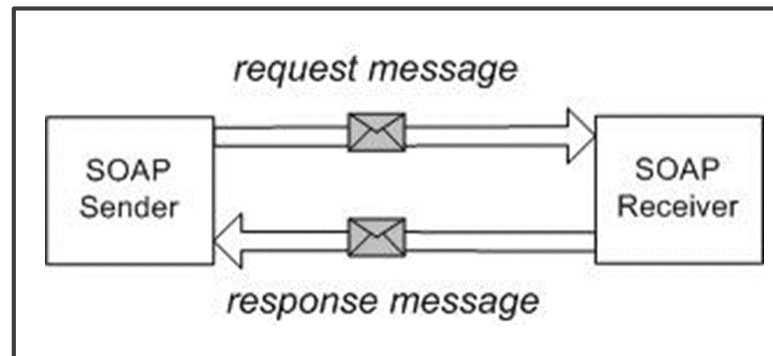 request message
SOAP
Sender
SOAP
Receiver
response message